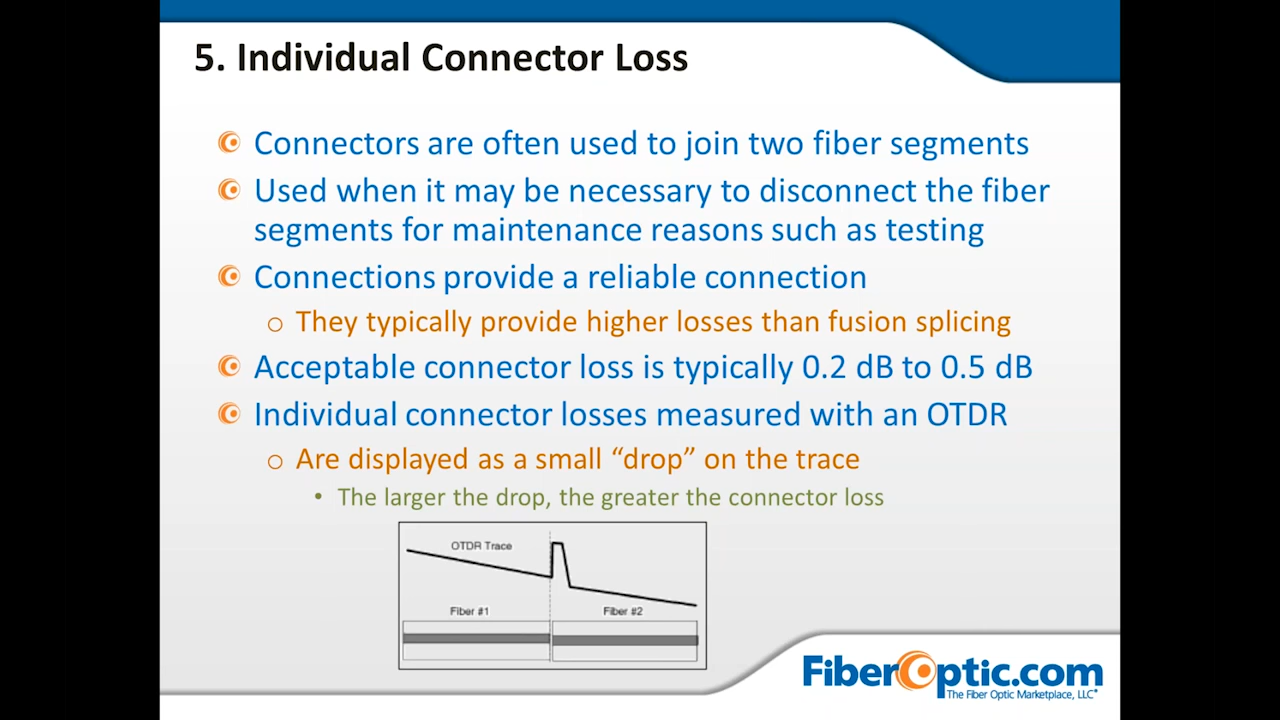 5. Individual Connector Loss
Connectors are often used to join two fiber segments
Used when it may be necessary to disconnect the fiber
segments for maintenance reasons such as testing
Connections provide a reliable connection
They typically provide higher losses than fusion splicing
Acceptable connector loss is typically 0.2 dB to 0.5 dB
Individual connector losses measured with an OTDR
Are displayed as a small “drop” on the trace
The larger the drop, the greater the connector loss
OTDR Trace
Fiber #1
Fiber #2
FiberOptic.com
The Fiber Optic Marketplace, LLC®